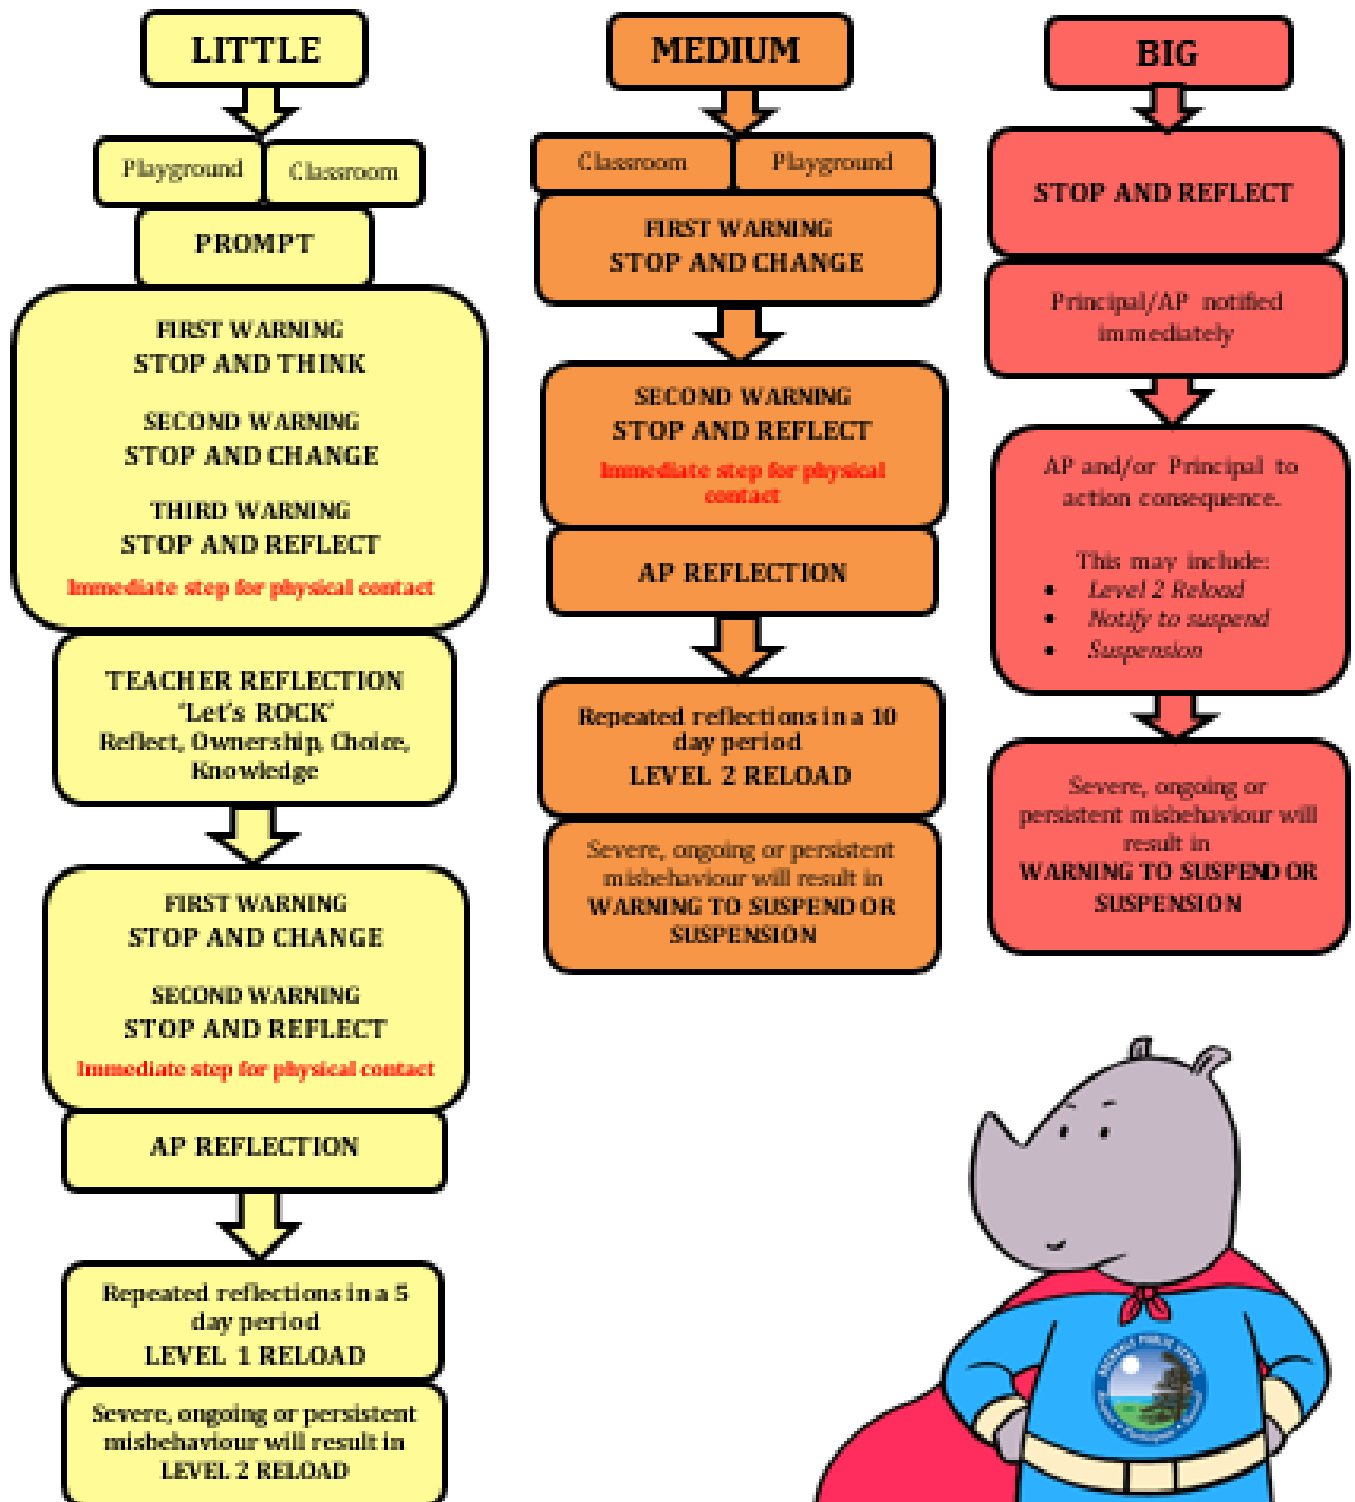 LITTLE
Playground
Classroom
PROMPT
FIRST WARNING
STOP AND THINK
SECOND WARNING
STOP AND CHANGE
THIRD WARNING
STOP AND REFLECT
Immediate step for physical contact
TEACHER REFLECTION
'Let's ROCK'
Reflect, Ownership, Choice,
Knowledge
FIRST WARNING
STOP AND CHANGE
SECOND WARNING
STOP AND REFLECT
Immediate step for physical contact
AP REFLECTION
Repeated reflections in a 5
day period
LEVEL 1 RELOAD
Severe, ongoing or persistent
misbehaviour will result in
LEVEL 2 RELOAD
MEDIUM
Classroom
Playground
FIRST WARNING
STOP AND CHANGE
SECOND WARNING
STOP AND REFLECT
Immediate step for physical
contact
AP REFLECTION
Repeated reflections in a 10
day period
LEVEL 2 RELOAD
Severe, ongoing or persistent
misbehaviour will result in
WARNING TO SUSPEND OR
SUSPENSION
BIG
STOP AND REFLECT
Principal/AP notified
immediately
AP and/or Principal to
action consequence.
This may include:
• Level 2 Reload
• Notify to suspend
• Suspension
Severe, ongoing or
persistent misbehaviour will
result in
WARNING TO SUSPEND OR
SUSPENSION
PUBLIC SCHOOL